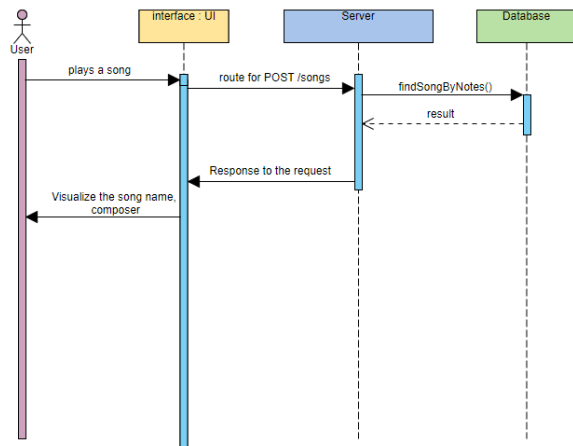 User
interface : UI
Server
Database
plays a song
route for POST /songs
findSongByNotes()
result
Response to the request
Visualize the song name,
composer